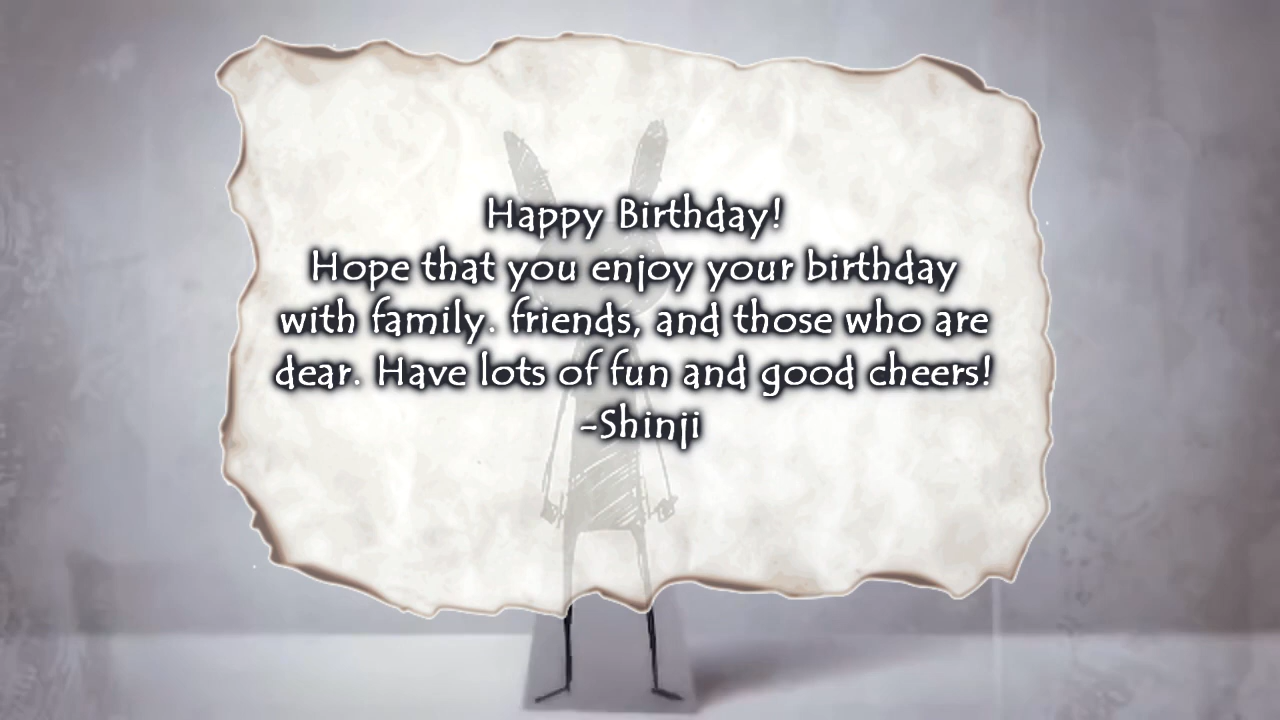 Happy Birthday!
Hope that you enjoy your birthday
with family. friends, and those who are
dear. Have lots of fun and good cheers!
-Shinji